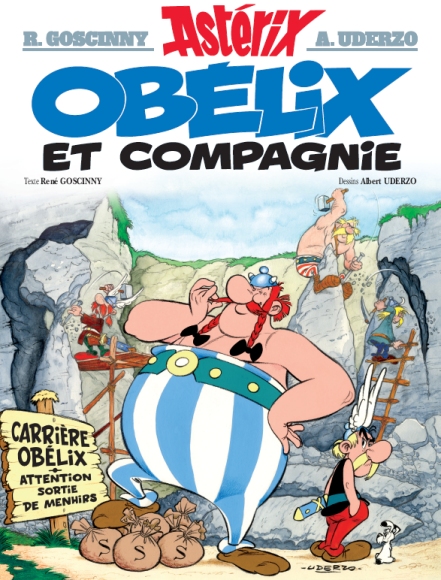 R. GOSCINNY Astérix A. UDERZO
OBÉLIX
ET COMPAGNIE
Texte René GOSCINNY Dessins Albert UDERZO
CARRIÈRE
OBÉLIX
ATTENTION
SORTIE
DE MENHIRS
S S S
-UDERZO-